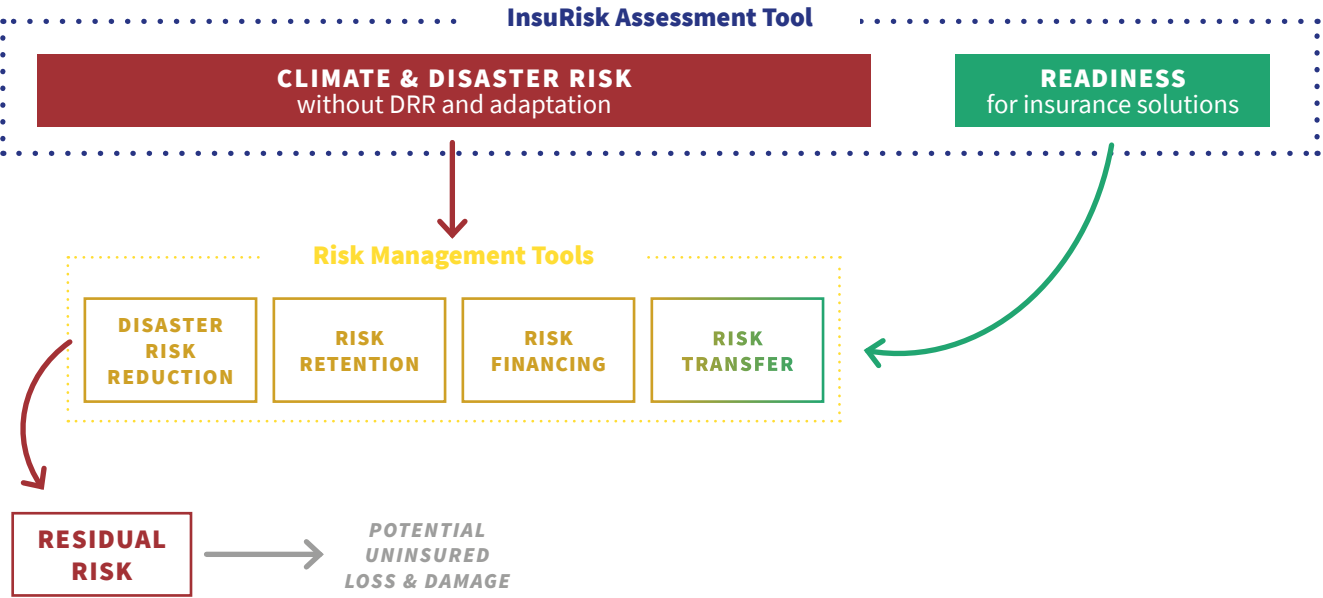 InsuRisk Assessment Tool
CLIMATE & DISASTER RISK
without DRR and adaptation
READINESS
for insurance solutions
Risk Management Tools
DISASTER
RISK
REDUCTION
RISK
RETENTION
RISK
FINANCING
RISK
TRANSFER
RESIDUAL
RISK
POTENTIAL
UNINSURED
LOSS & DAMAGE